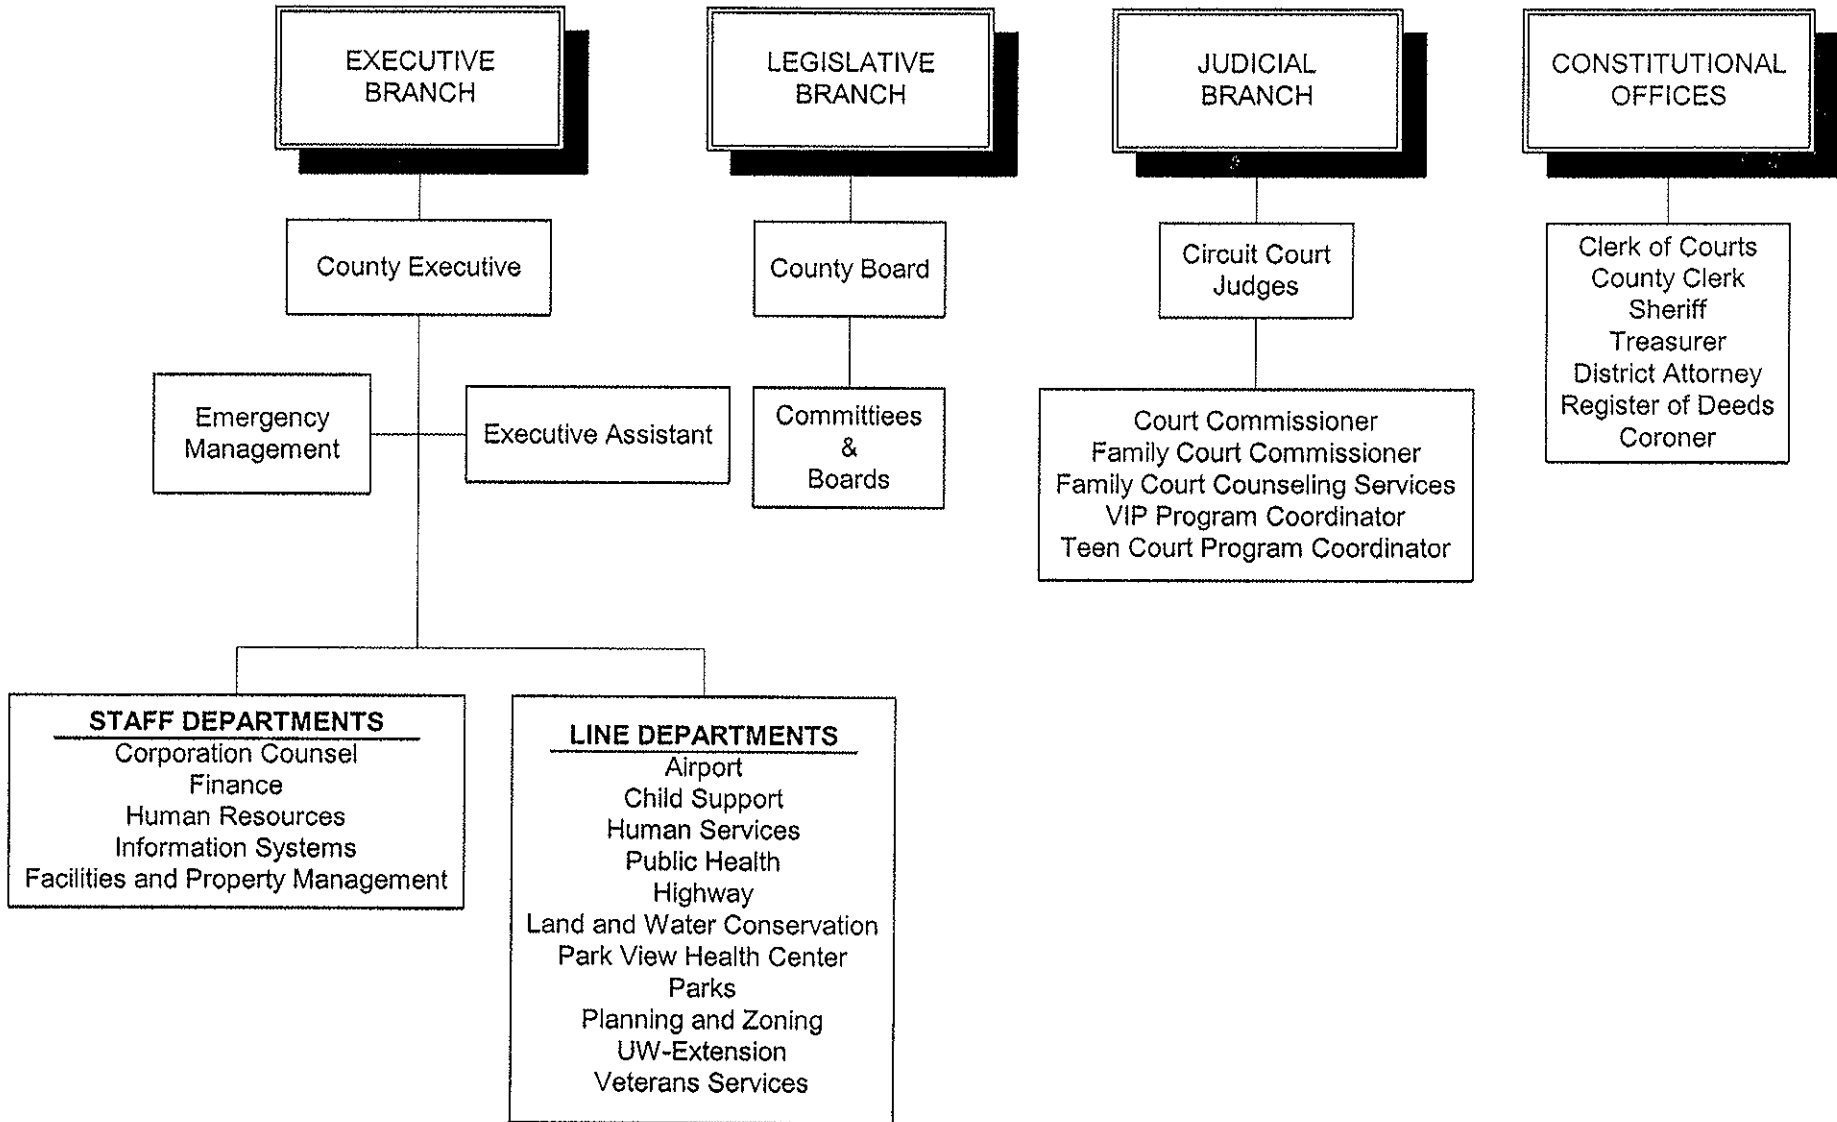 EXECUTIVE
BRANCH
LEGISLATIVE
BRANCH
JUDICIAL
BRANCH
CONSTITUTIONAL
OFFICES
County Executive
County Board
Circuit Court
Judges
Clerk of Courts
County Clerk
Sheriff
Treasurer
District Attorney
Register of Deeds
Coroner
Emergency
Management
Executive Assistant
Committiees
&
Boards
Court Commissioner
Family Court Commissioner
Family Court Counseling Services
VIP Program Coordinator
Teen Court Program Coordinator
STAFF DEPARTMENTS
Corporation Counsel
Finance
Human Resources
Information Systems
Facilities and Property Management
LINE DEPARTMENTS
Airport
Child Support
Human Services
Public Health
Highway
Land and Water Conservation
Park View Health Center
Parks
Planning and Zoning
UW-Extension
Veterans Services